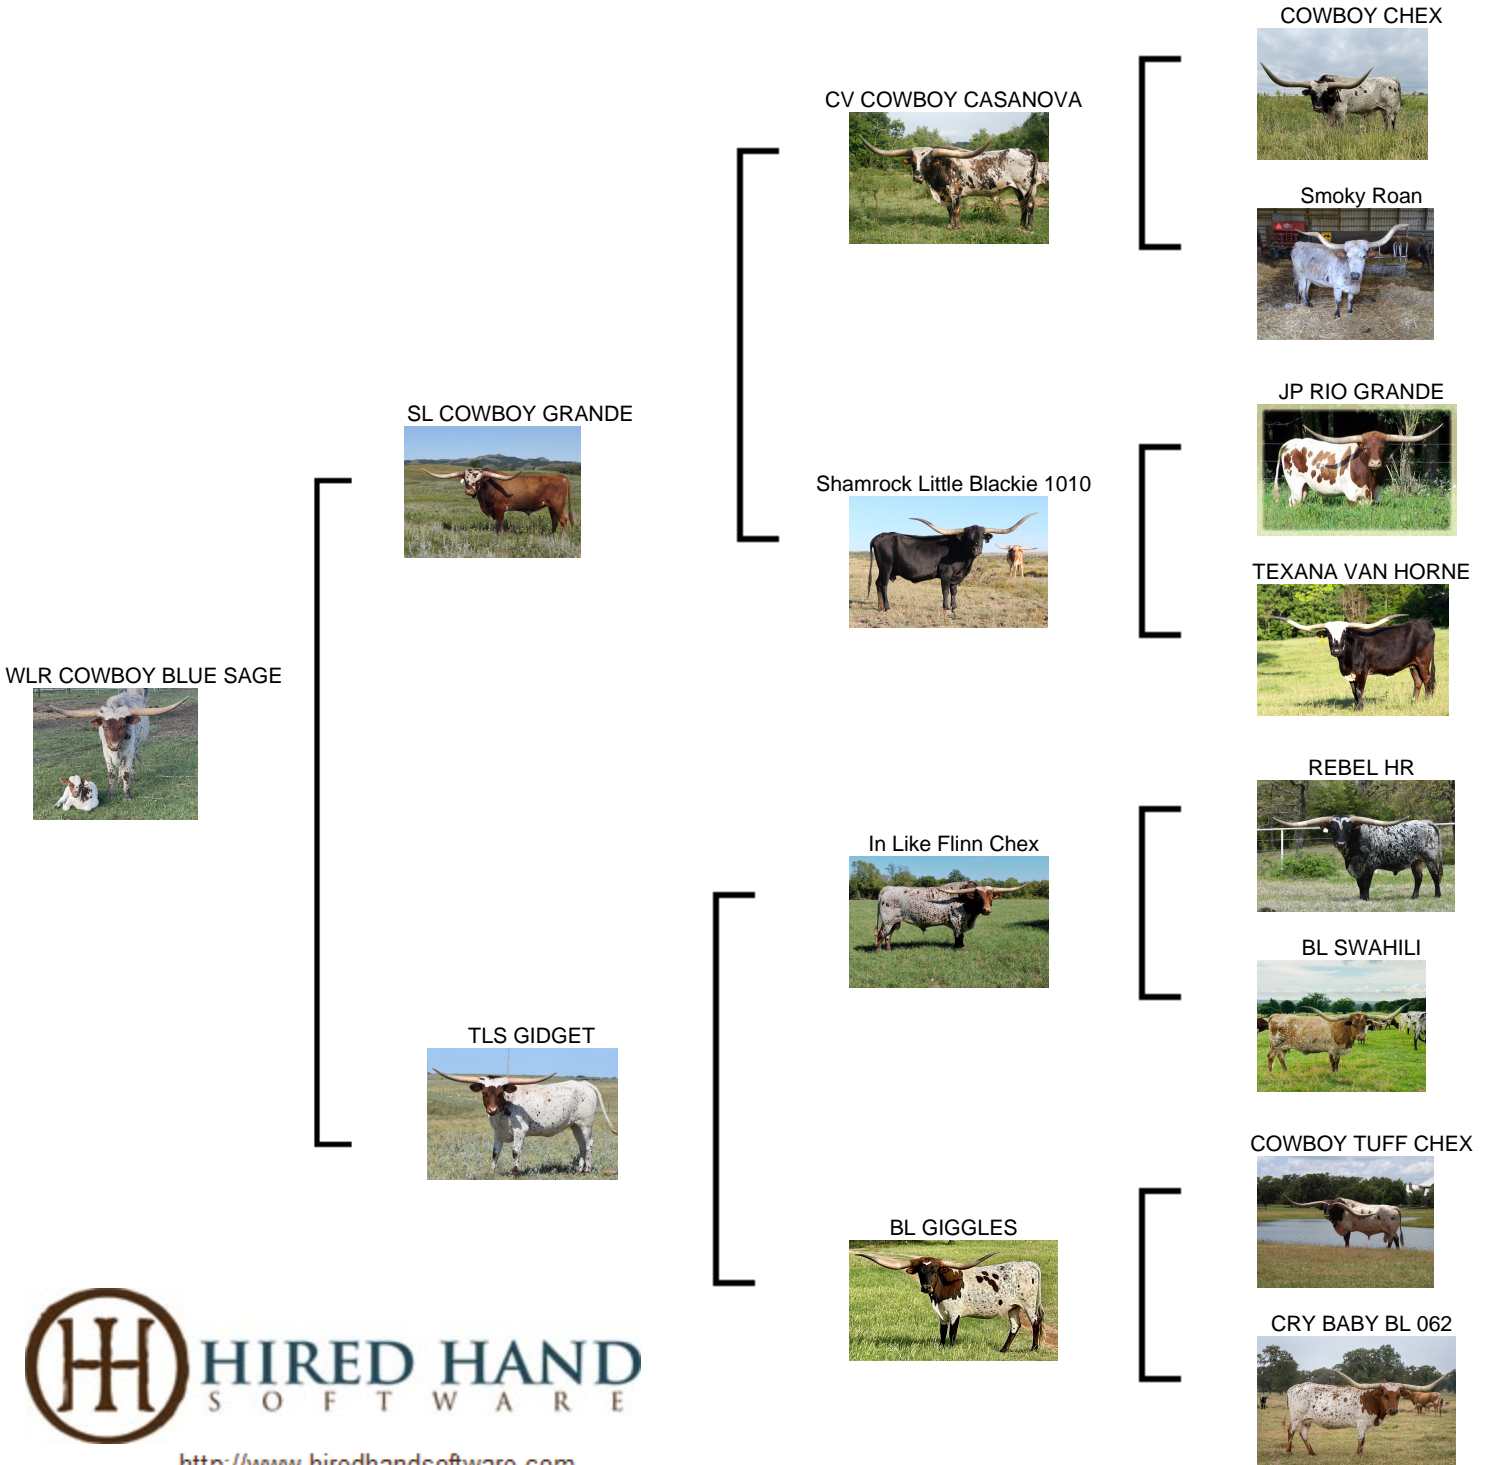 COWBOY CHEX
CV COWBOY CASANOVA
Smoky Roan
SL COWBOY GRANDE
JP RIO GRANDE
Shamrock Little Blackie 1010
TEXANA VAN HORNE
WLR COWBOY BLUE SAGE
REBEL HR
In Like Flinn Chex
BL SWAHILI
TLS GIDGET
COWBOY TUFF CHEX
BL GIGGLES
CRY BABY BL 062
HIRED HAND
SOFTWARE
http://www.hiredhandsoftware.com